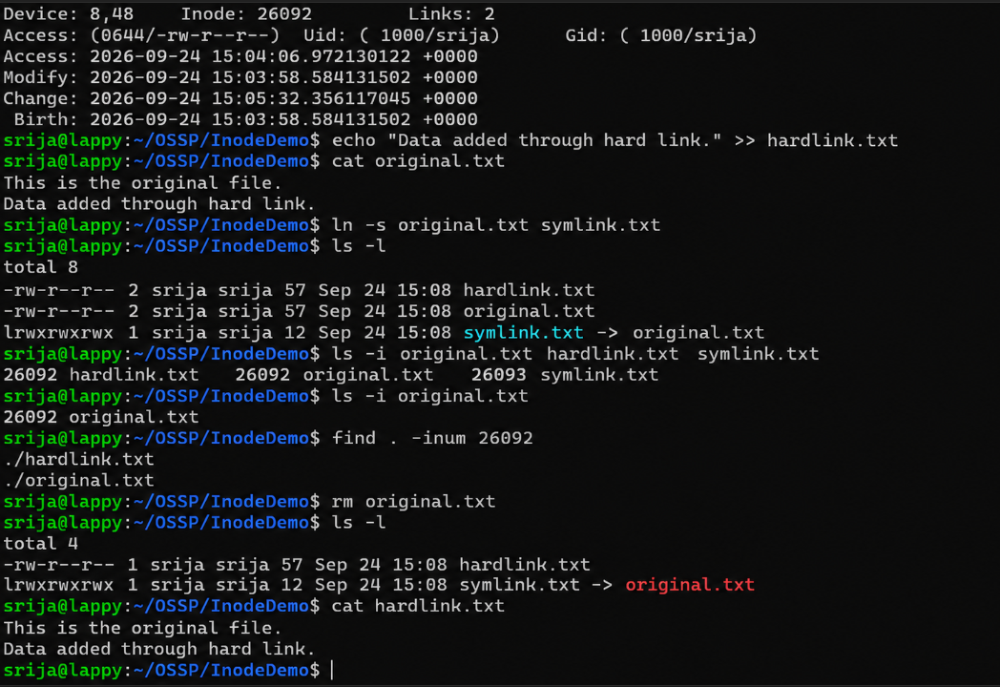 Device: 8,48    Inode: 26092         Links: 2
Access: (0644/-rw-r--r--)  Uid: ( 1000/srija)      Gid: ( 1000/srija)
Access: 2026-09-24 15:04:06.972130122 +0000
Modify: 2026-09-24 15:03:58.584131502 +0000
Change: 2026-09-24 15:05:32.356117045 +0000
 Birth: 2026-09-24 15:03:58.584131502 +0000
srija@lappy:~/OSSP/InodeDemo$ echo "Data added through hard link." >> hardlink.txt
srija@lappy:~/OSSP/InodeDemo$ cat original.txt
This is the original file.
Data added through hard link.
srija@lappy:~/OSSP/InodeDemo$ ln -s original.txt symlink.txt
srija@lappy:~/OSSP/InodeDemo$ ls -l
total 8
-rw-r--r-- 2 srija srija 57 Sep 24 15:08 hardlink.txt
-rw-r--r-- 2 srija srija 57 Sep 24 15:08 original.txt
lrwxrwxrwx 1 srija srija 12 Sep 24 15:08 symlink.txt -> original.txt
srija@lappy:~/OSSP/InodeDemo$ ls -i original.txt hardlink.txt  symlink.txt
26092 hardlink.txt   26092 original.txt   26093 symlink.txt
srija@lappy:~/OSSP/InodeDemo$ ls -i original.txt
26092 original.txt
srija@lappy:~/OSSP/InodeDemo$ find . -inum 26092
./hardlink.txt
./original.txt
srija@lappy:~/OSSP/InodeDemo$ rm original.txt
srija@lappy:~/OSSP/InodeDemo$ ls -l
total 4
-rw-r--r-- 1 srija srija 57 Sep 24 15:08 hardlink.txt
lrwxrwxrwx 1 srija srija 12 Sep 24 15:08 symlink.txt -> original.txt
srija@lappy:~/OSSP/InodeDemo$ cat hardlink.txt
This is the original file.
Data added through hard link.
srija@lappy:~/OSSP/InodeDemo$